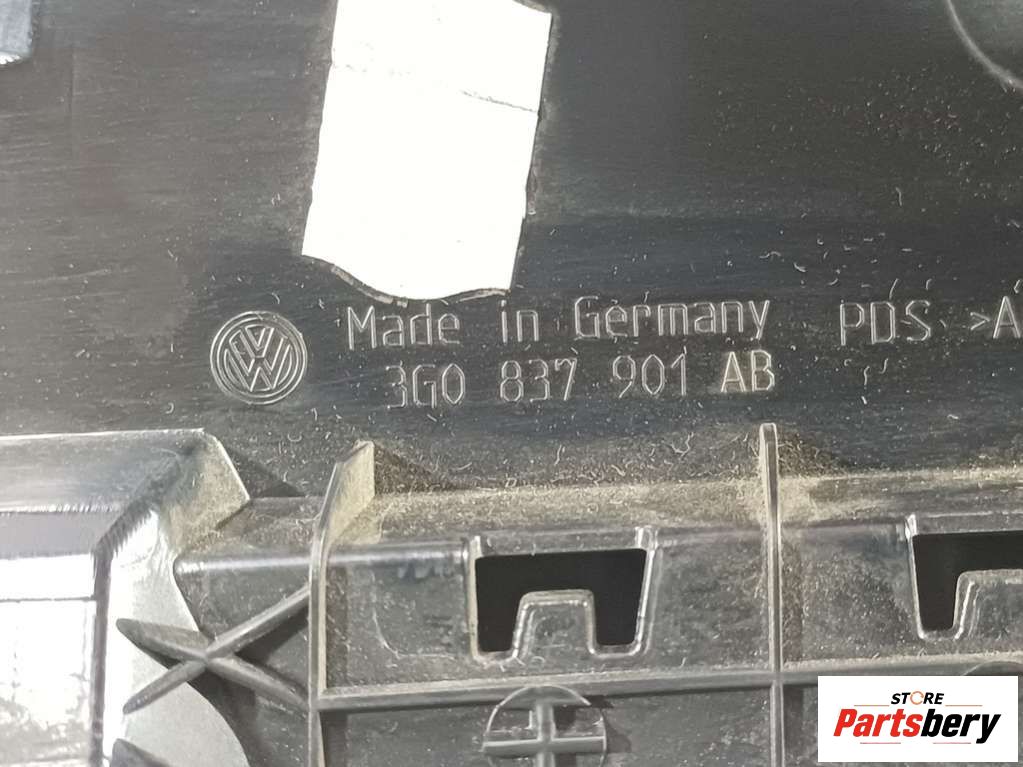 Made in Germany PDS >A
3G0 837 901 AB
STORE
Partsbery